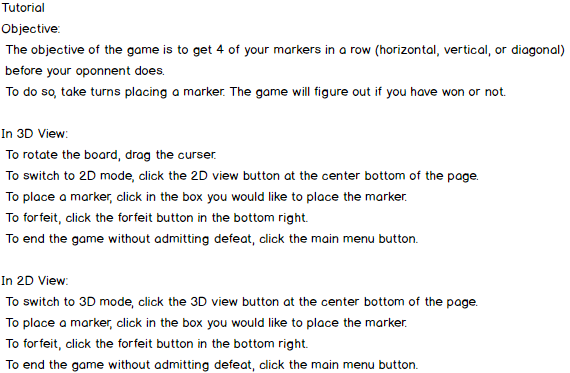 Tutorial
Objective:
The objective of the game is to get 4 of your markers in a row (horizontal, vertical, or diagonal)
before your oponnent does.
To do so, take turns placing a marker. The game will figure out if you have won or not.
In 3D View:
To rotate the board, drag the curser.
To switch to 2D mode, click the 2D view button at the center bottom of the page.
To place a marker, click in the box you would like to place the marker.
To forfeit, click the forfeit button in the bottom right.
To end the game without admitting defeat, click the main menu button.
In 2D View:
To switch to 3D mode, click the 3D view button at the center bottom of the page.
To place a marker, click in the box you would like to place the marker.
To forfeit, click the forfeit button in the bottom right.
To end the game without admitting defeat, click the main menu button.